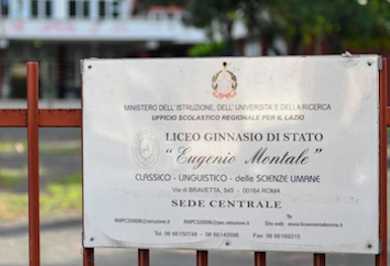 MINISTERO DELL'ISTRUZIONE, DELL'UNIVERSITÀ E DELLA RICERCA
UFFICIO SCOLASTICO REGIONALE PER IL LAZIO
LICEO GINNASIO DI STATO
"Eugenio Montale"
CLASSICO - LINGUISTICO - delle SCIENZE UMANE
Via di BRAVETTA, 545 - 00164 ROMA
SEDE CENTRALE